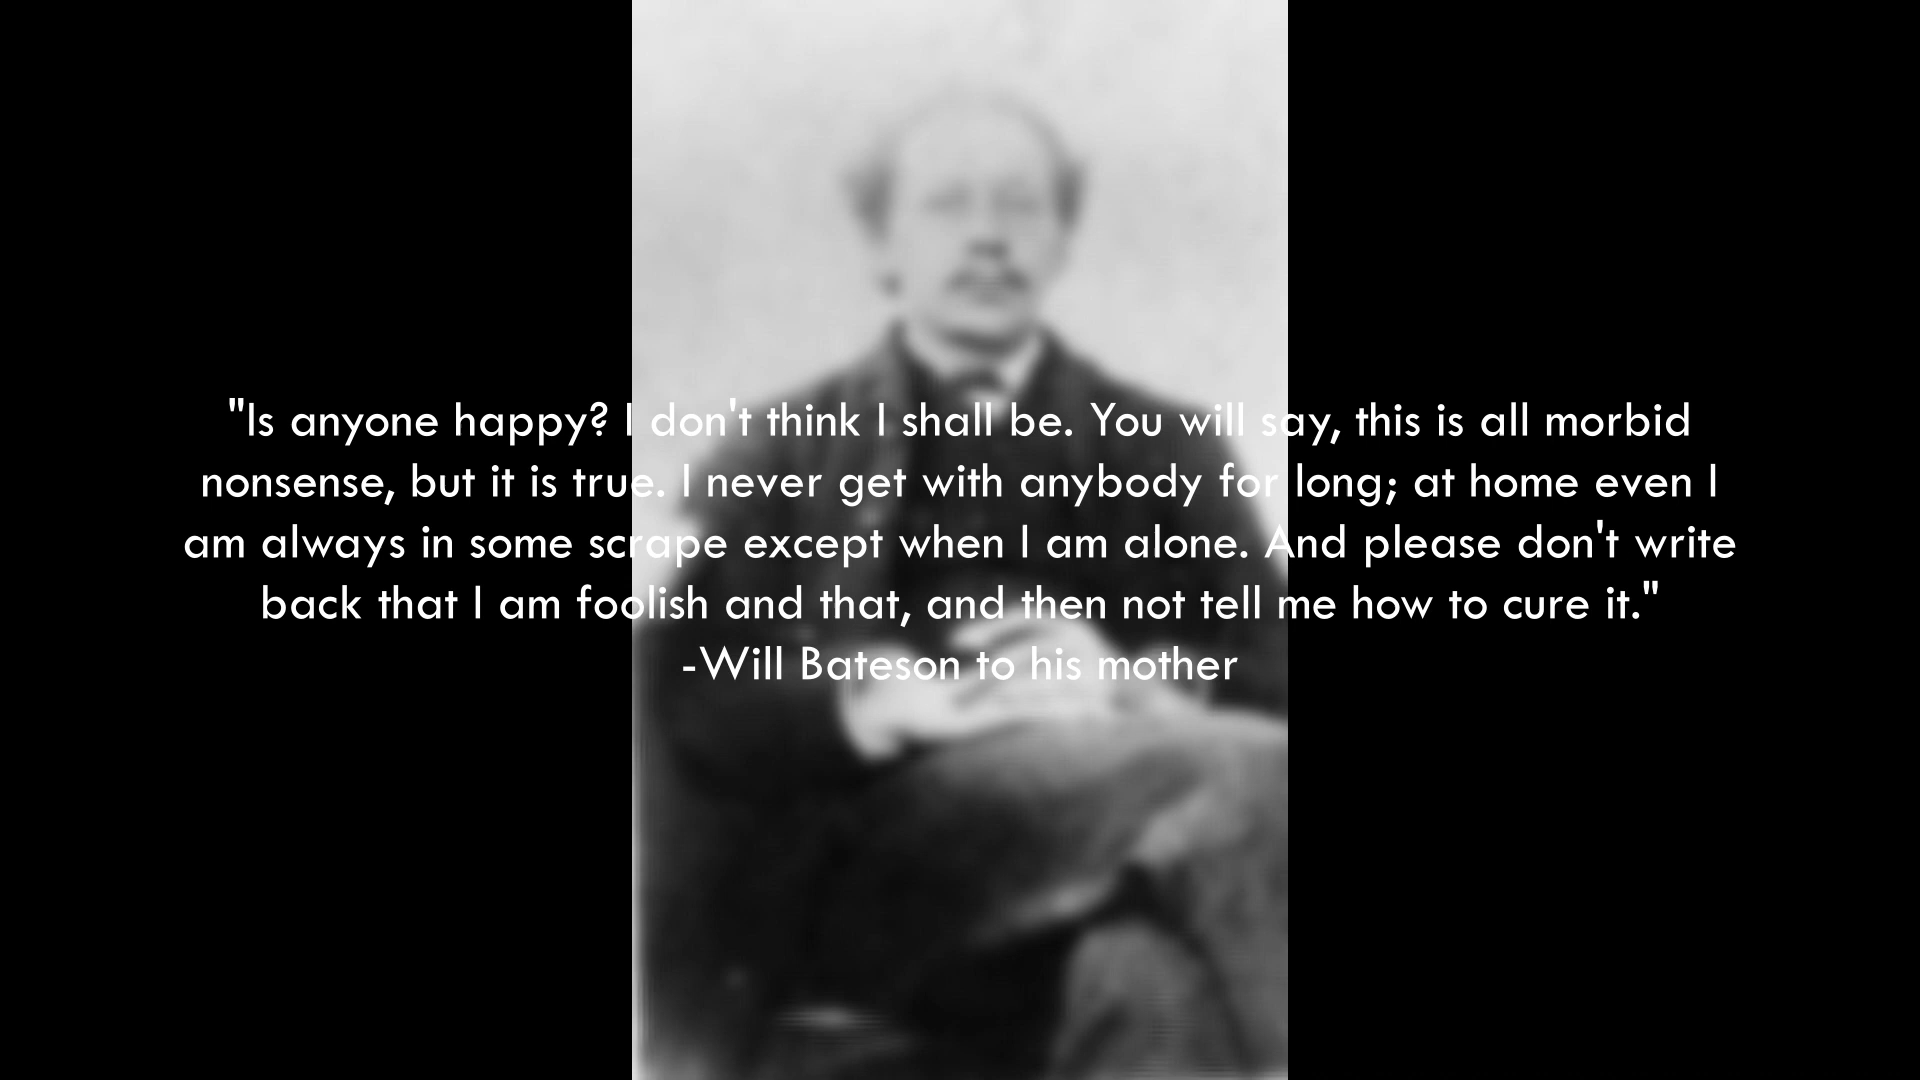 "Is anyone happy? I don't think I shall be. You will say, this is all morbid
nonsense, but it is true. I never get with anybody for long; at home even I
am always in some scrape except when I am alone. And please don't write
back that I am foolish and that, and then not tell me how to cure it."
-Will Bateson to his mother